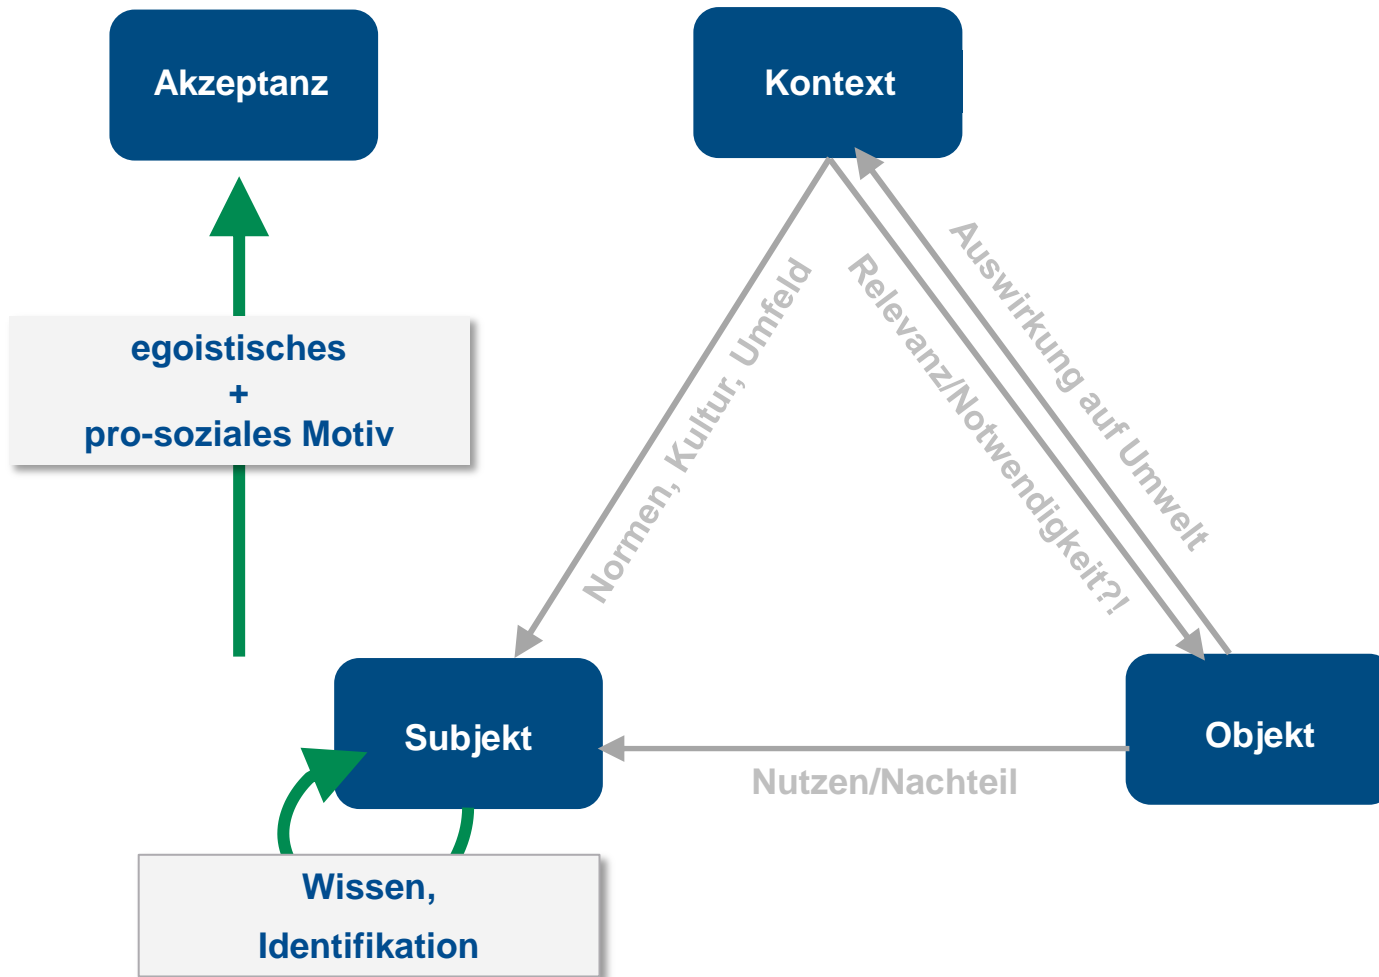 Akzeptanz
Kontext
egoistisches
+
pro-soziales Motiv
Normen, Kultur, Umfeld
Relevanz/Notwendigkeit?!
Auswirkung auf Umwelt
Subjekt
Objekt
Nutzen/Nachteil
Wissen,
Identifikation